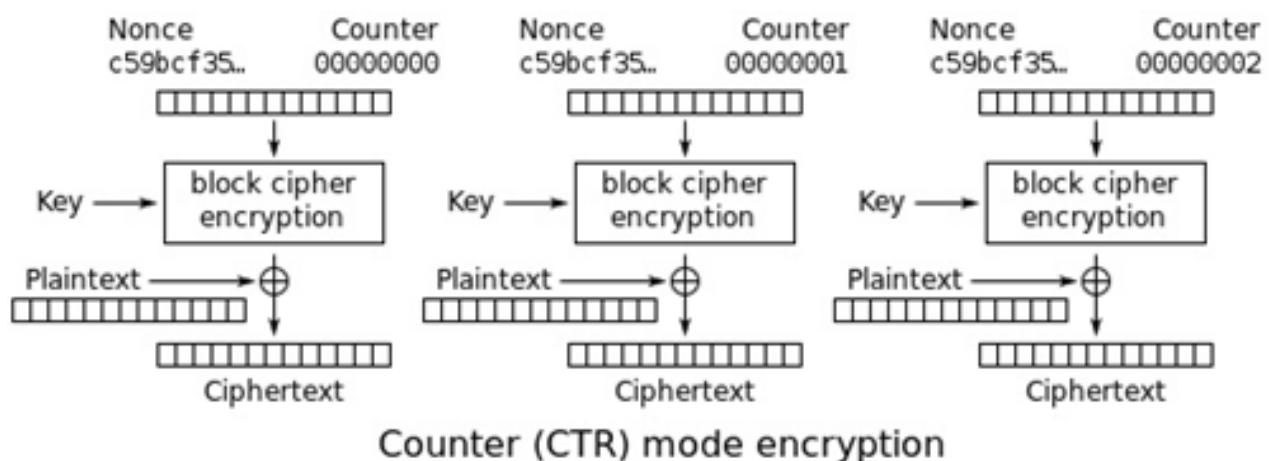 Nonce Counter Nonce Counter Nonce Counter
c59bcf35… 00000000 c59bcf35… 00000001 c59bcf35… 00000002
Key block cipher encryption Key block cipher encryption Key block cipher encryption
Plaintext Plaintext Plaintext
Ciphertext Ciphertext Ciphertext
Counter (CTR) mode encryption